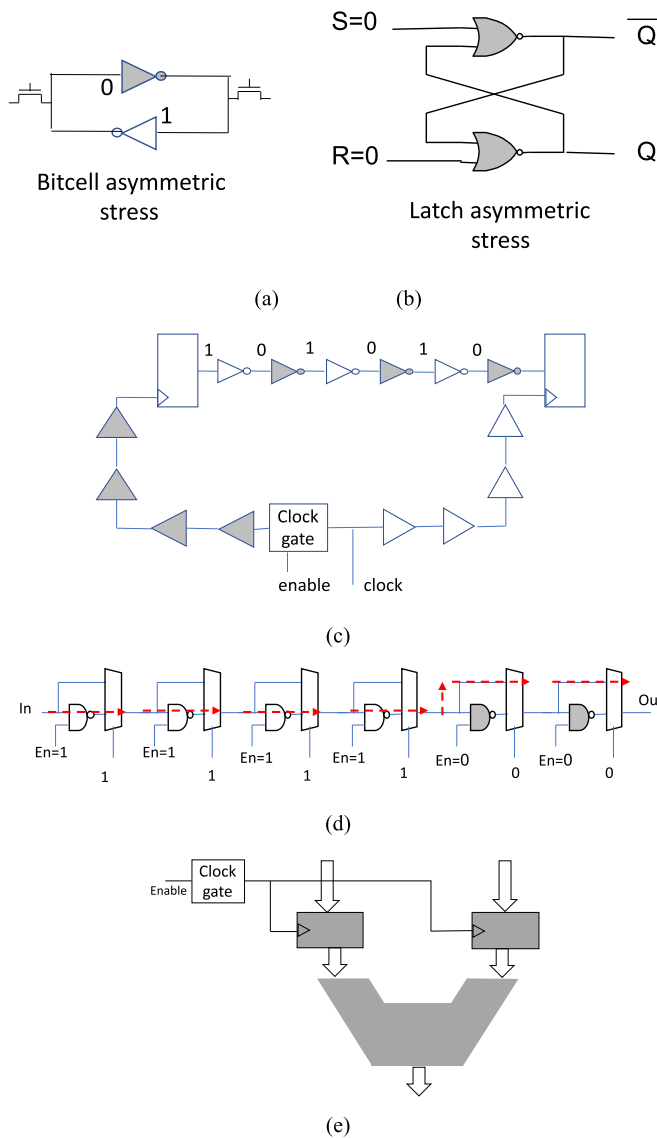 S=0
Q
0
1
R=0
Q
Bitcell asymmetric
stress
Latch asymmetric
stress
(a)
(b)
1 0 1 0 1 0
Clock
gate
enable
clock
(c)
In
Ou
En=1
En=1
En=1
En=1
En=0
En=0
1
1
1
1
0
0
(d)
Enable
Clock
gate
(e)